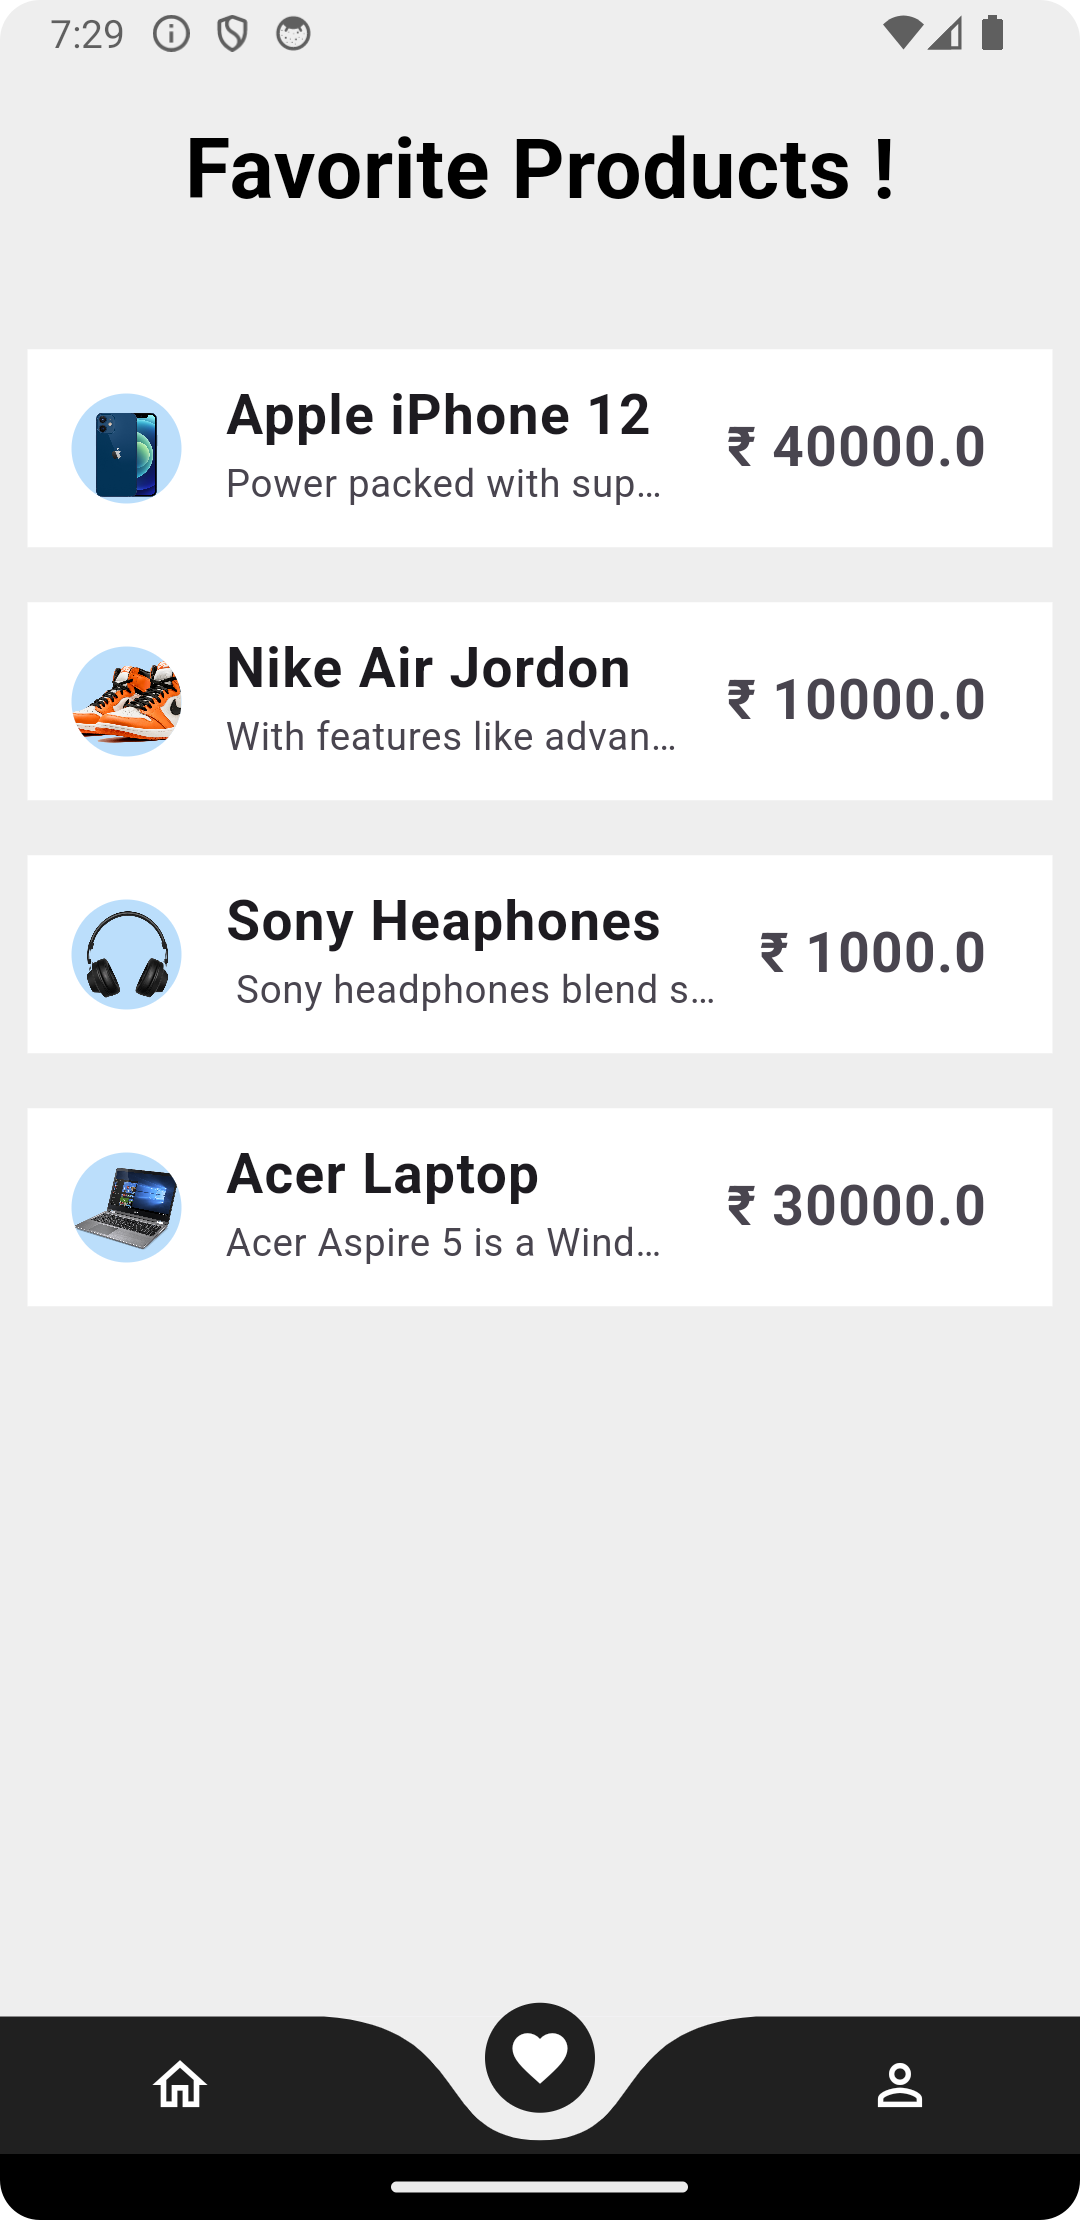 7:29
Favorite Products !
Apple iPhone 12
₹ 40000.0
Power packed with sup…
Nike Air Jordon
₹ 10000.0
With features like advan…
Sony Heaphones
₹ 1000.0
Sony headphones blend s…
Acer Laptop
₹ 30000.0
Acer Aspire 5 is a Wind…